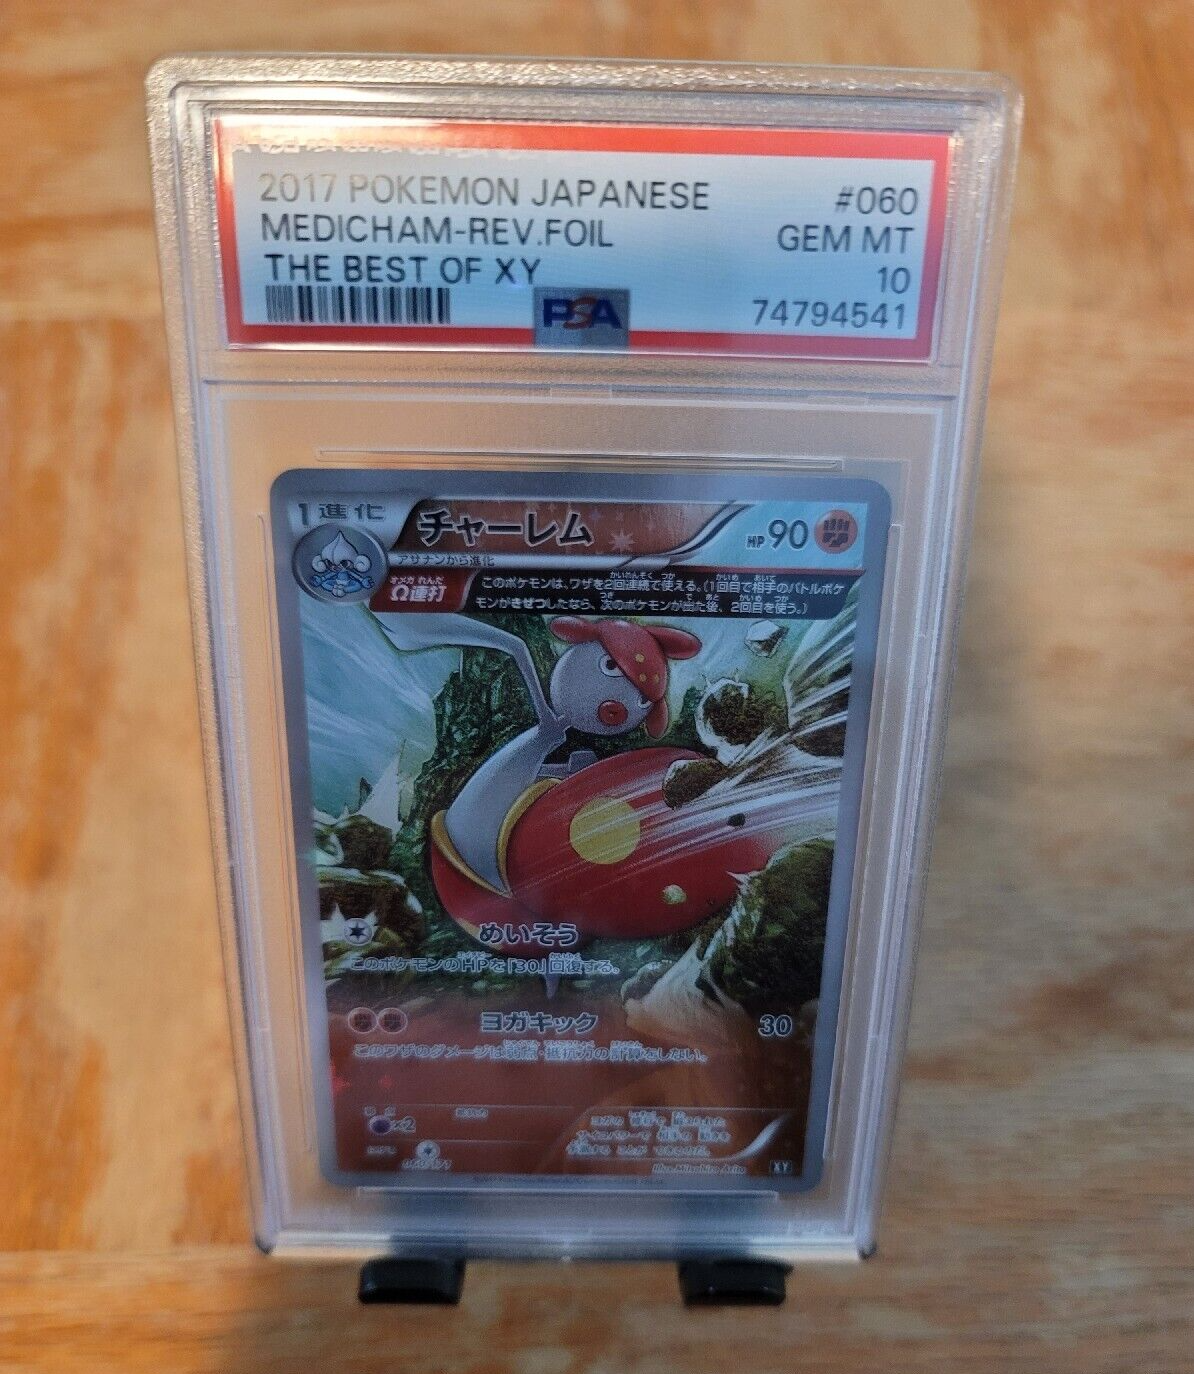 2017 POKEMON JAPANESE #060
MEDICHAM-REV.FOIL GEM MT
THE BEST OF XY 10
PSA 74794541
1進化 チャーレム HP90
アサナンから進化
オメガ れんだ
Ω連打
このポケモンは、ワザを2回連続で使える。(1回目で相手のバトルポケ
モンがきぜつしたなら、次のポケモンが出た後、2回目を使う。)
めいそう
このポケモンのHPを「30」回復する。
ヨガキック 30
このワザのダメージは弱点・抵抗力の計算をしない。
×2
XY